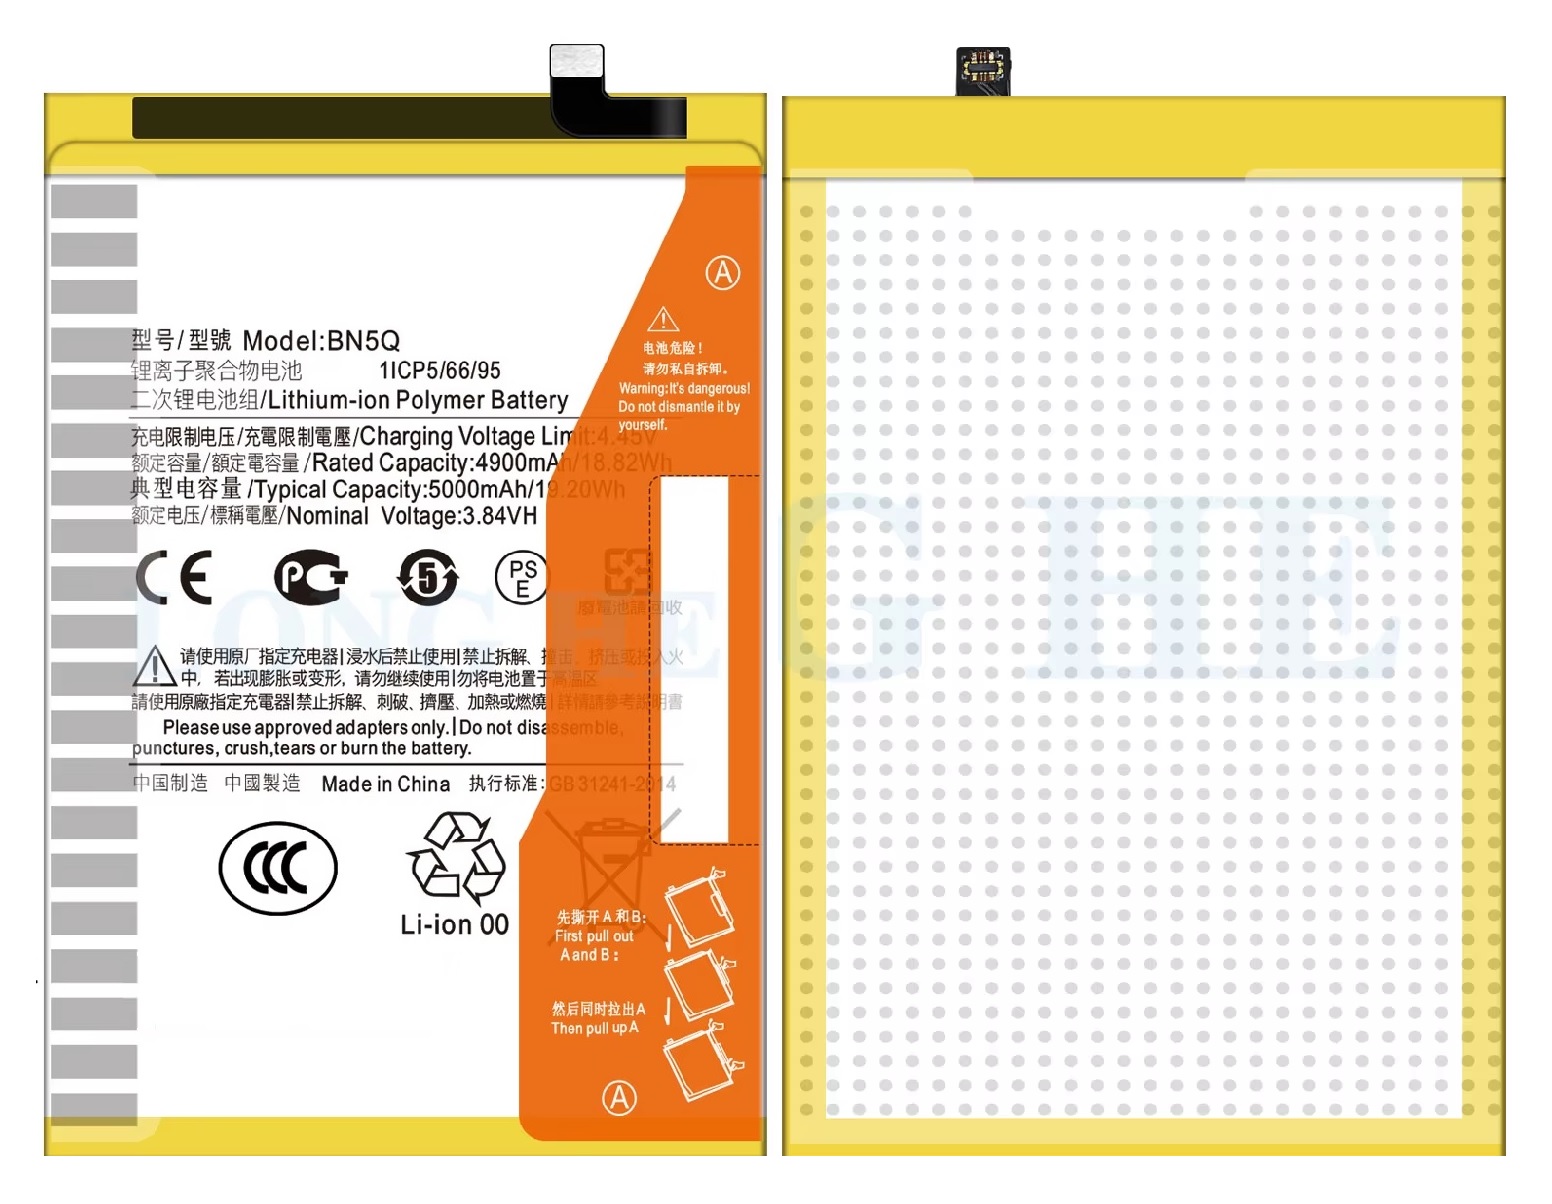 型号/型號 Model:BN5Q
锂离子聚合物电池 1ICP5/66/95
二次锂电池组/Lithium-ion Polymer Battery
充电限制电压/充電限制電壓/Charging Voltage Limit:4.45V
额定容量/額定電容量/Rated Capacity:4900mAh/18.82Wh
典型电容量/Typical Capacity:5000mAh/19.20Wh
额定电压/標稱電壓/Nominal Voltage:3.84VH
CE
PG
5
PS
E
廢電池請回收
请使用原厂指定充电器|浸水后禁止使用|禁止拆解、撞击、挤压或投入火
中，若出现膨胀或变形，请勿继续使用|勿将电池置于高温区
請使用原廠指定充電器|禁止拆解、刺破、擠壓、加熱或燃燒|詳情請參考説明書
Please use approved adapters only.|Do not disassemble,
punctures, crush,tears or burn the battery.
中国制造 中國製造 Made in China 执行标准:GB 31241-2014
CCC
Li-ion 00
A
电池危险！
请勿私自拆卸。
Warning:It's dangerous!
Do not dismantle it by
yourself.
先撕开A和B:
First pull out
A and B:
然后同时拉出A
Then pull up A
A
LONG HE
G HE